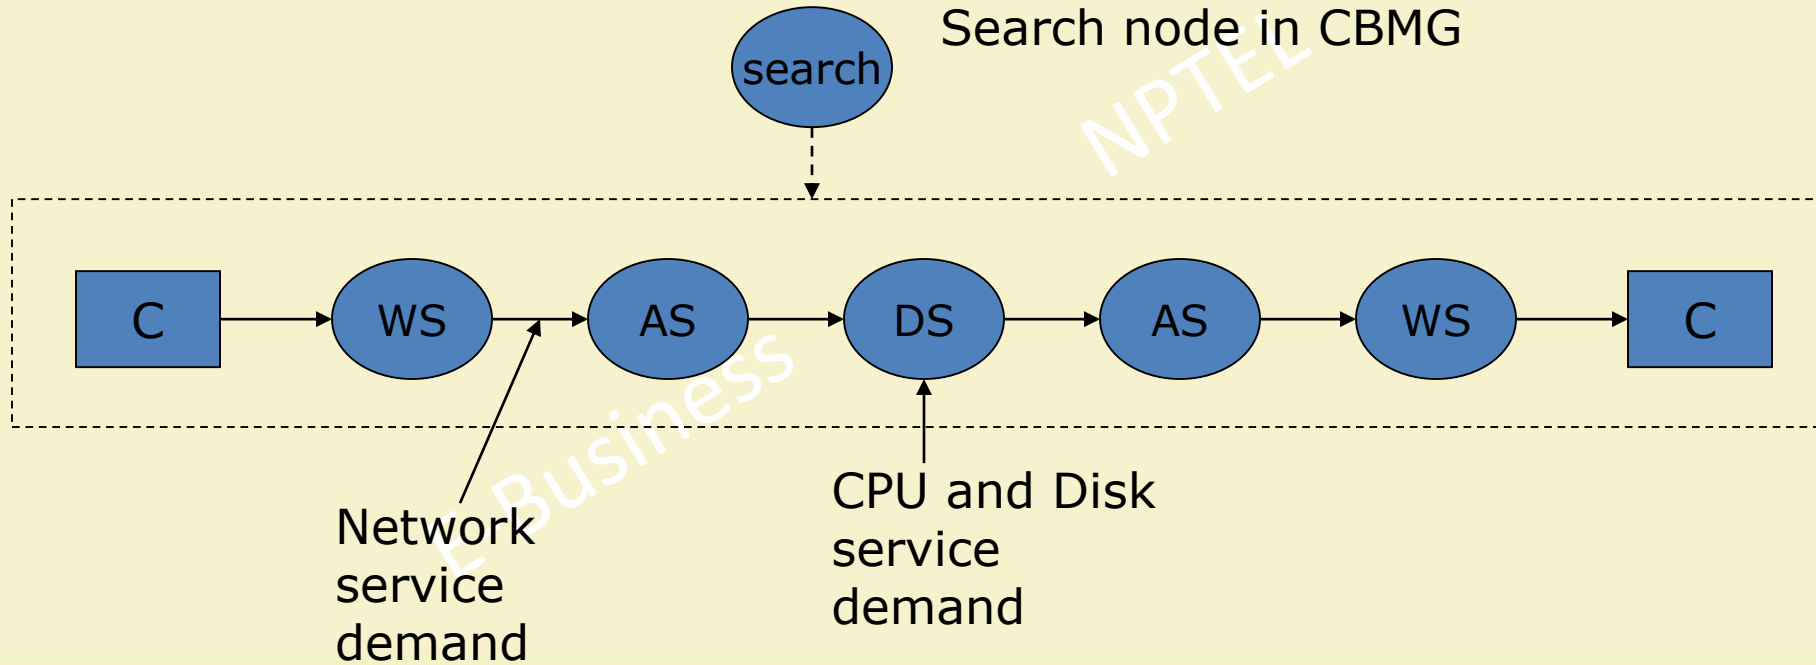 Search node in CBMG
search
NPTEL
C WS AS DS AS WS C
E-Business
Network
service
demand
CPU and Disk
service
demand